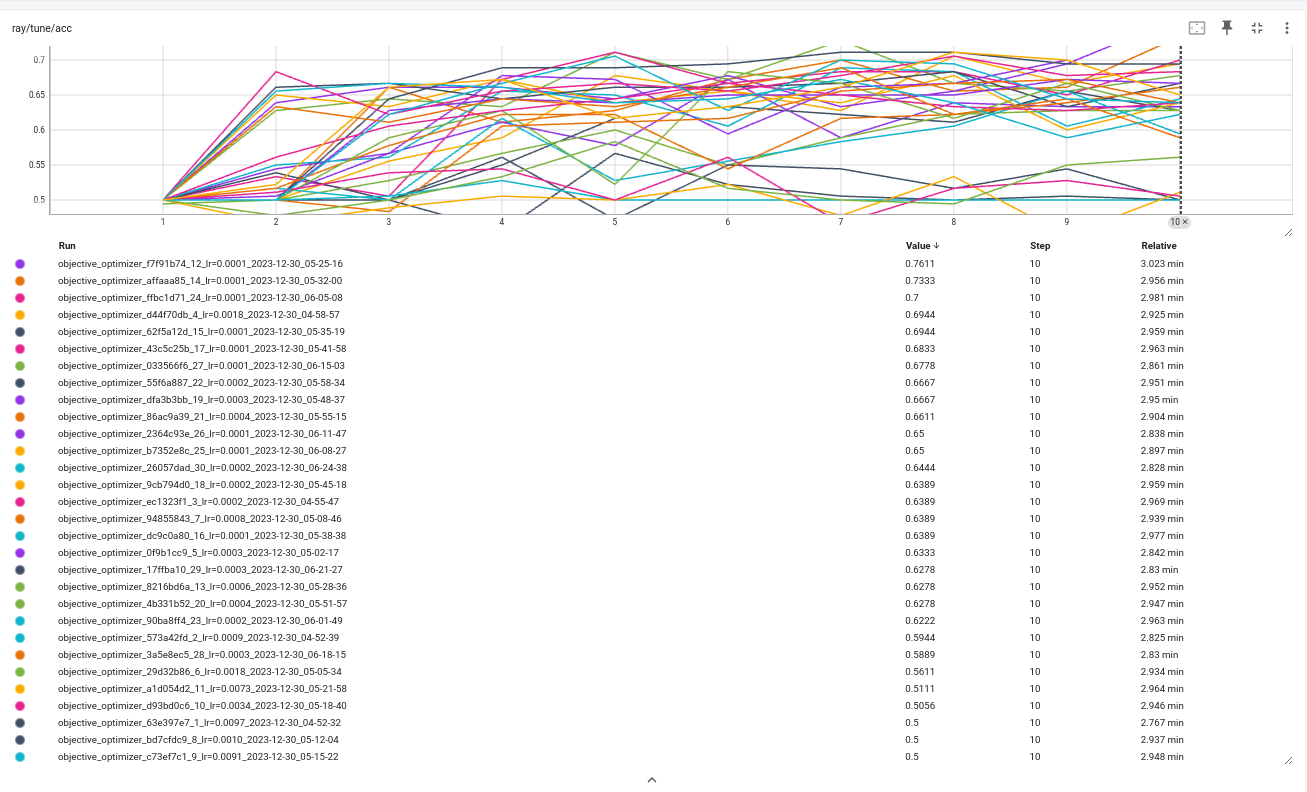 ray/tune/acc
0.7
0.65
0.6
0.55
0.5
1 2 3 4 5 6 7 8 9 10 ×
Run Value ↓ Step Relative
objective_optimizer_f7f91b74_12_lr=0.0001_2023-12-30_05-25-16 0.7611 10 3.023 min
objective_optimizer_affaaa85_14_lr=0.0001_2023-12-30_05-32-00 0.7333 10 2.956 min
objective_optimizer_ffbc1d71_24_lr=0.0001_2023-12-30_06-05-08 0.7 10 2.981 min
objective_optimizer_d44f70db_4_lr=0.0018_2023-12-30_04-58-57 0.6944 10 2.925 min
objective_optimizer_62f5a12d_15_lr=0.0001_2023-12-30_05-35-19 0.6944 10 2.959 min
objective_optimizer_43c5c25b_17_lr=0.0001_2023-12-30_05-41-58 0.6833 10 2.963 min
objective_optimizer_033566f6_27_lr=0.0001_2023-12-30_06-15-03 0.6778 10 2.861 min
objective_optimizer_55f6a887_22_lr=0.0002_2023-12-30_05-58-34 0.6667 10 2.951 min
objective_optimizer_dfa3b3bb_19_lr=0.0003_2023-12-30_05-48-37 0.6667 10 2.95 min
objective_optimizer_86ac9a39_21_lr=0.0004_2023-12-30_05-55-15 0.6611 10 2.904 min
objective_optimizer_2364c93e_26_lr=0.0001_2023-12-30_06-11-47 0.65 10 2.838 min
objective_optimizer_b7352e8c_25_lr=0.0001_2023-12-30_06-08-27 0.65 10 2.897 min
objective_optimizer_26057dad_30_lr=0.0002_2023-12-30_06-24-38 0.6444 10 2.828 min
objective_optimizer_9cb794d0_18_lr=0.0002_2023-12-30_05-45-18 0.6389 10 2.959 min
objective_optimizer_ec1323f1_3_lr=0.0002_2023-12-30_04-55-47 0.6389 10 2.969 min
objective_optimizer_94855843_7_lr=0.0008_2023-12-30_05-08-46 0.6389 10 2.939 min
objective_optimizer_dc9c0a80_16_lr=0.0001_2023-12-30_05-38-38 0.6389 10 2.977 min
objective_optimizer_0f9b1cc9_5_lr=0.0003_2023-12-30_05-02-17 0.6333 10 2.842 min
objective_optimizer_17ffba10_29_lr=0.0003_2023-12-30_06-21-27 0.6278 10 2.83 min
objective_optimizer_8216bd6a_13_lr=0.0006_2023-12-30_05-28-36 0.6278 10 2.952 min
objective_optimizer_4b331b52_20_lr=0.0004_2023-12-30_05-51-57 0.6278 10 2.947 min
objective_optimizer_90ba8ff4_23_lr=0.0002_2023-12-30_06-01-49 0.6222 10 2.963 min
objective_optimizer_573a42fd_2_lr=0.0009_2023-12-30_04-52-39 0.5944 10 2.825 min
objective_optimizer_3a5e8ec5_28_lr=0.0003_2023-12-30_06-18-15 0.5889 10 2.83 min
objective_optimizer_29d32b86_6_lr=0.0018_2023-12-30_05-05-34 0.5611 10 2.934 min
objective_optimizer_a1d054d2_11_lr=0.0073_2023-12-30_05-21-58 0.5111 10 2.964 min
objective_optimizer_d93bd0c6_10_lr=0.0034_2023-12-30_05-18-40 0.5056 10 2.946 min
objective_optimizer_63e397e7_1_lr=0.0097_2023-12-30_04-52-32 0.5 10 2.767 min
objective_optimizer_bd7cfdc9_8_lr=0.0010_2023-12-30_05-12-04 0.5 10 2.937 min
objective_optimizer_c73ef7c1_9_lr=0.0091_2023-12-30_05-15-22 0.5 10 2.948 min